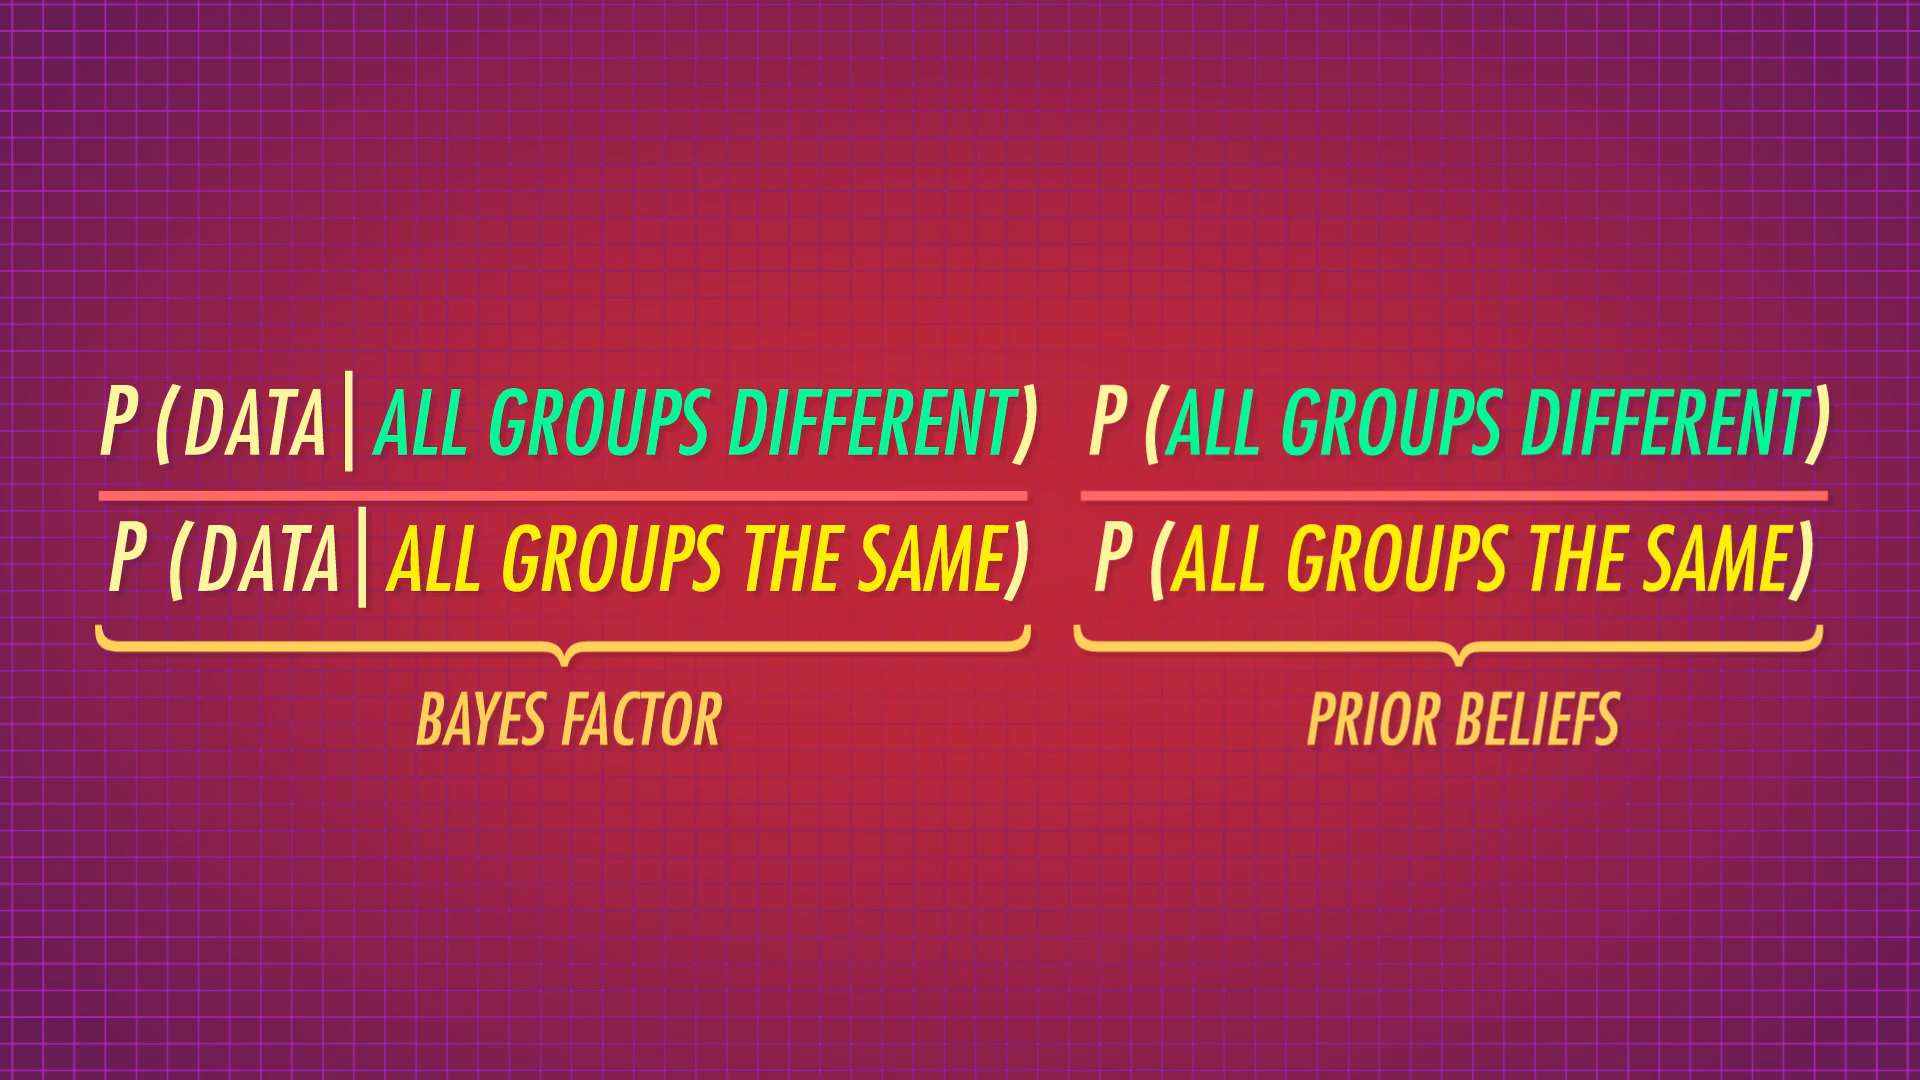 P (DATA|ALL GROUPS DIFFERENT) P (ALL GROUPS DIFFERENT)
P (DATA|ALL GROUPS THE SAME) P (ALL GROUPS THE SAME)
BAYES FACTOR PRIOR BELIEFS